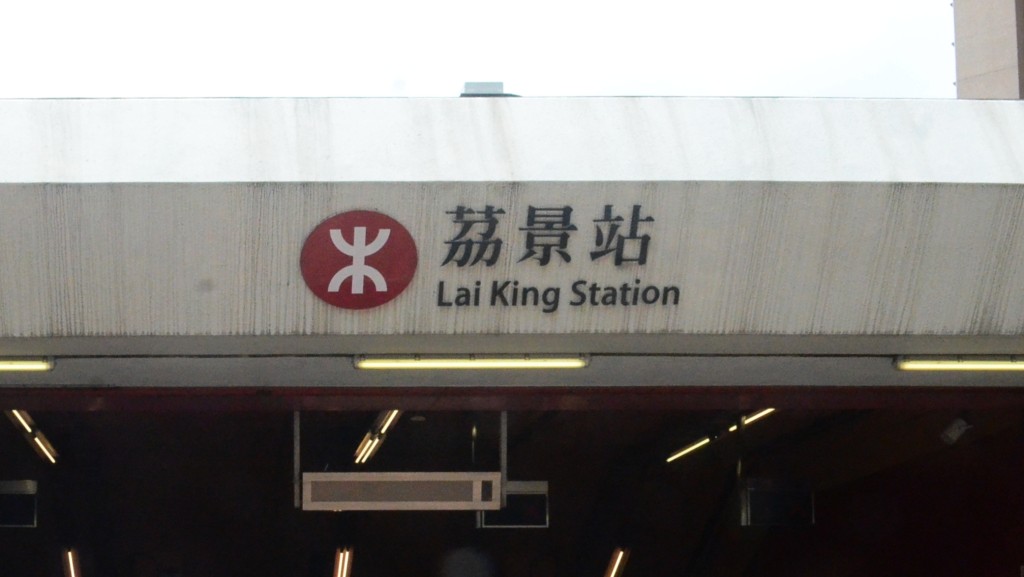 荔景站
Lai King Station